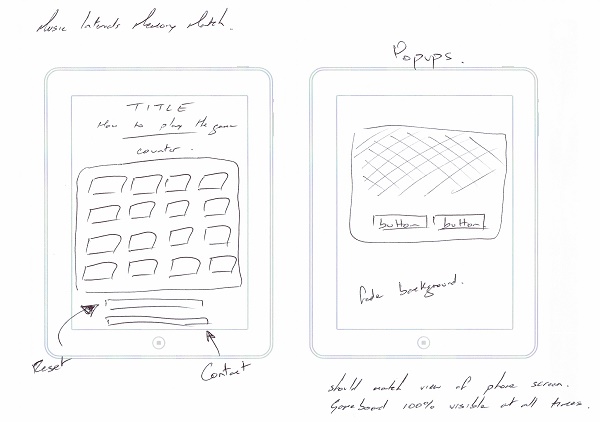 Music Intervals Memory Match.
TITLE
How to play the game
counter.
Reset
Contact
Popups.
button button
fade background.
should match view of phone screen.
Gameboard 100% visible at all times.